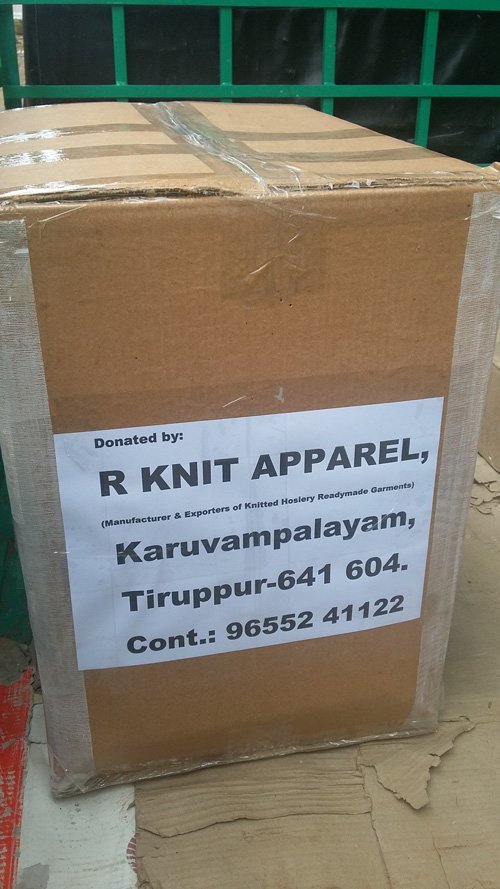 Donated by:
R KNIT APPAREL,
(Manufacturer & Exporters of Knitted Hosiery Readymade Garments)
Karuvampalayam,
Tiruppur-641 604.
Cont.: 96552 41122